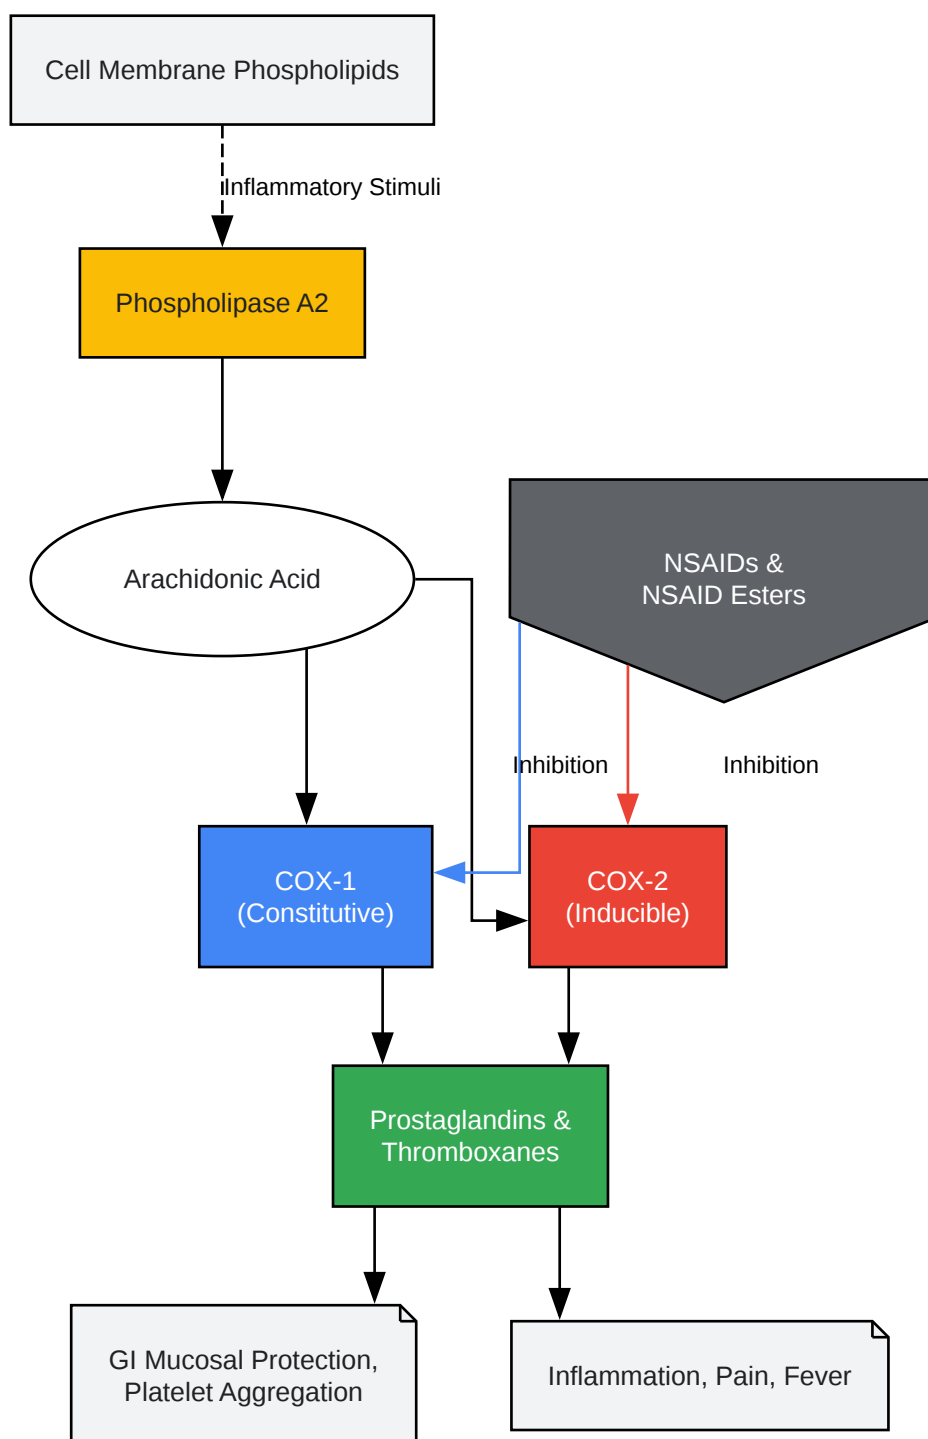 Cell Membrane Phospholipids
Inflammatory Stimuli
Phospholipase A2
Arachidonic Acid
NSAIDs &
NSAID Esters
Inhibition
Inhibition
COX-1
(Constitutive)
COX-2
(Inducible)
Prostaglandins &
Thromboxanes
GI Mucosal Protection,
Platelet Aggregation
Inflammation, Pain, Fever